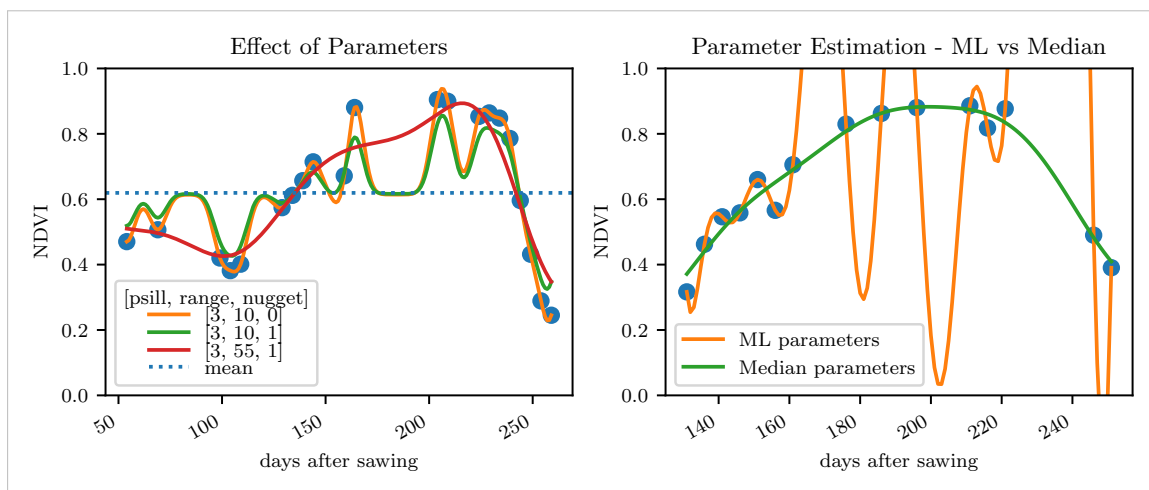 Effect of Parameters
1.0
0.8
0.6
0.4
0.2
0.0
NDVI
[psill, range, nugget]
[3, 10, 0]
[3, 10, 1]
[3, 55, 1]
mean
50
100
150
200
250
days after sawing
Parameter Estimation - ML vs Median
1.0
0.8
0.6
0.4
0.2
0.0
NDVI
ML parameters
Median parameters
140
160
180
200
220
240
days after sawing